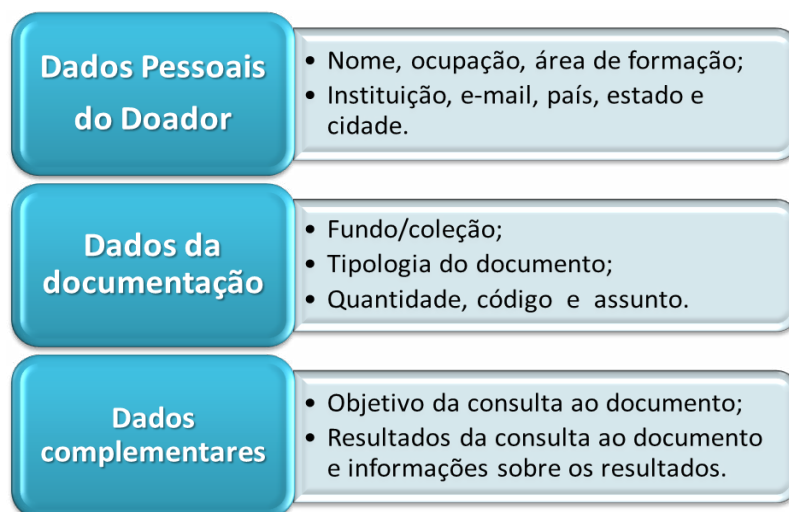 Dados Pessoais
do Doador
• Nome, ocupação, área de formação;
• Instituição, e-mail, país, estado e
cidade.
Dados da
documentação
• Fundo/coleção;
• Tipologia do documento;
• Quantidade, código e assunto.
Dados
complementares
• Objetivo da consulta ao documento;
• Resultados da consulta ao documento
e informações sobre os resultados.